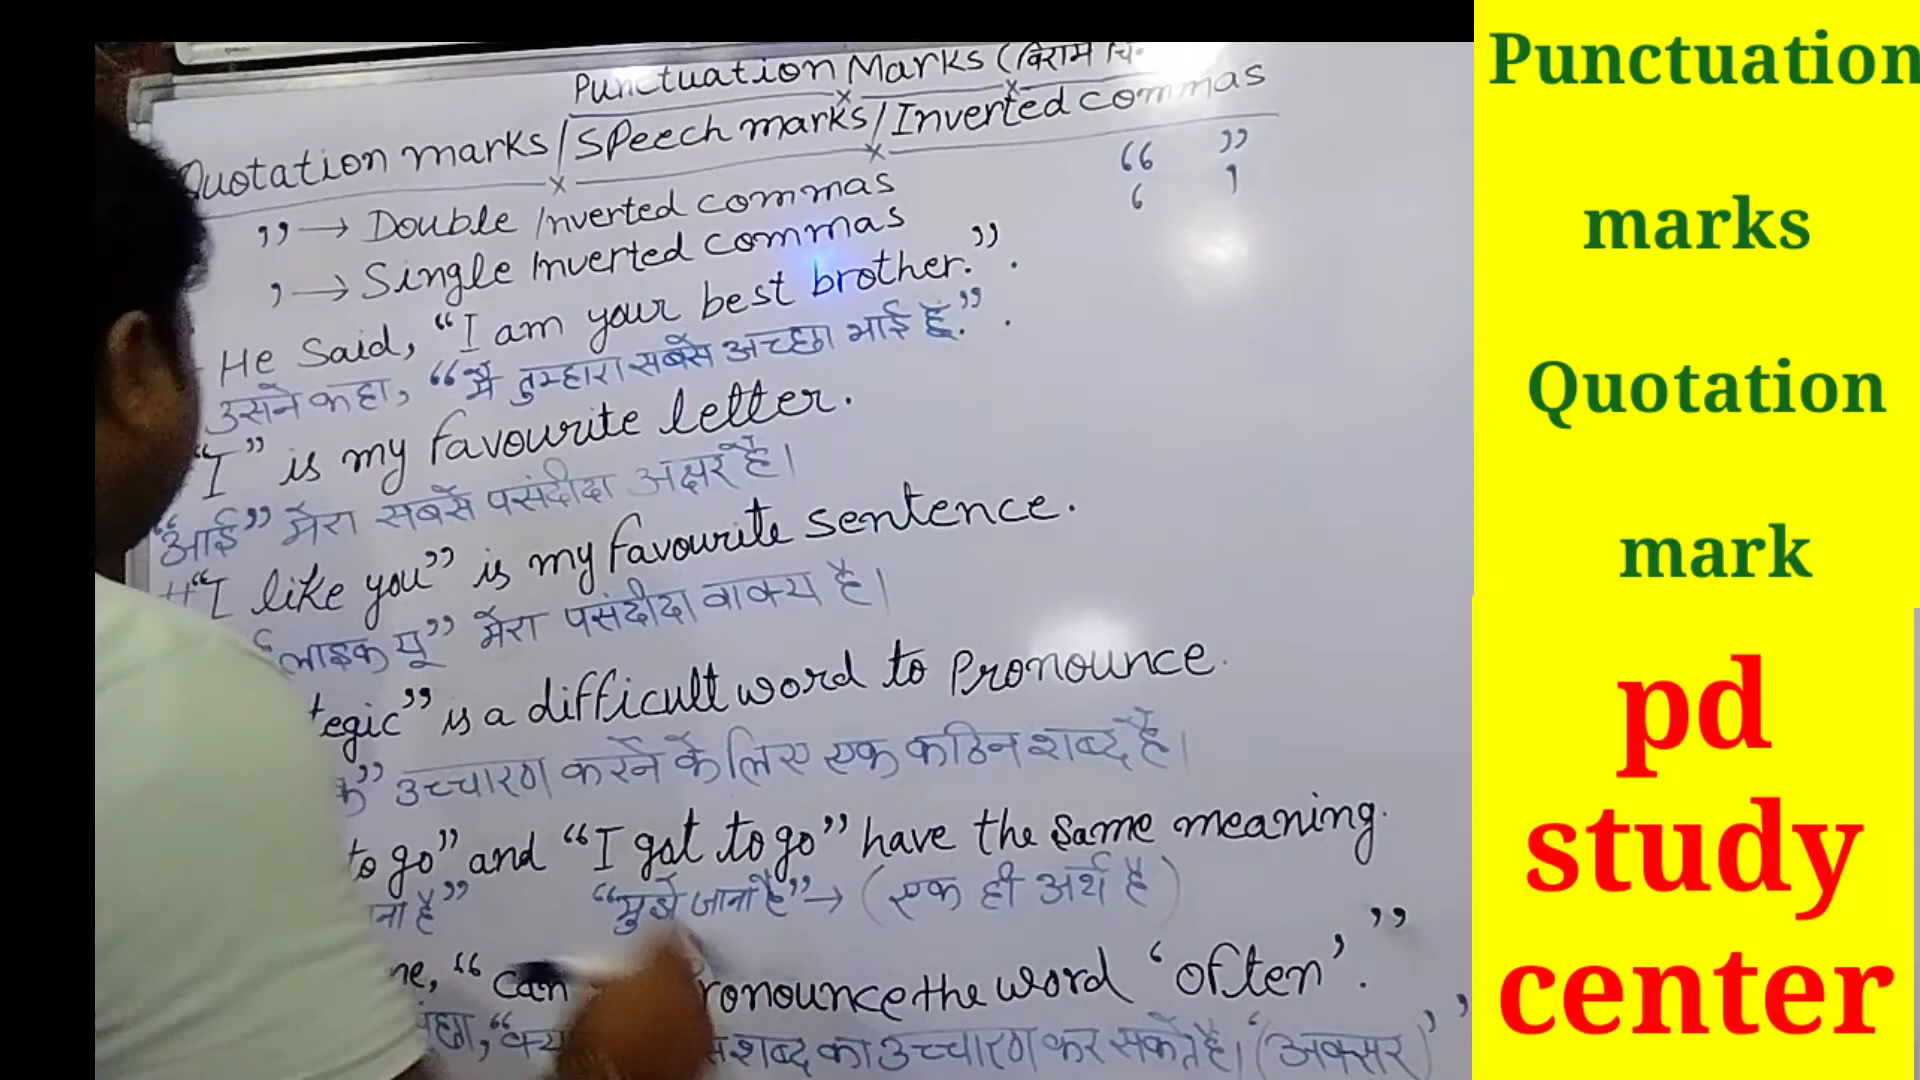 Punctuation Marks (विराम चि
Quotation marks/Speech marks/Inverted commas
“ ”
‘ ’
,, → Double Inverted commas
, → Single Inverted commas
He Said, “I am your best brother.”.
उसने कहा, “मैं तुम्हारा सबसे अच्छा भाई हूं.”.
“I” is my favourite letter.
“आई” मेरा सबसे पसंदीदा अक्षर है।
#“I like you” is my favourite sentence.
लाइक यू” मेरा पसंदीदा वाक्य है।
tegic” is a difficult word to Pronounce.
क” उच्चारण करने के लिए एक कठिन शब्द है।
to go” and “I got to go” have the same meaning.
ना है” “मुझे जाना है” → (एक ही अर्थ है)
me, “can ronounce the word ‘often’.”
छा, “क्य शब्द का उच्चारण कर सकते है। ‘(अक्सर)’ ’
Punctuation
marks
Quotation
mark
pd
study
center